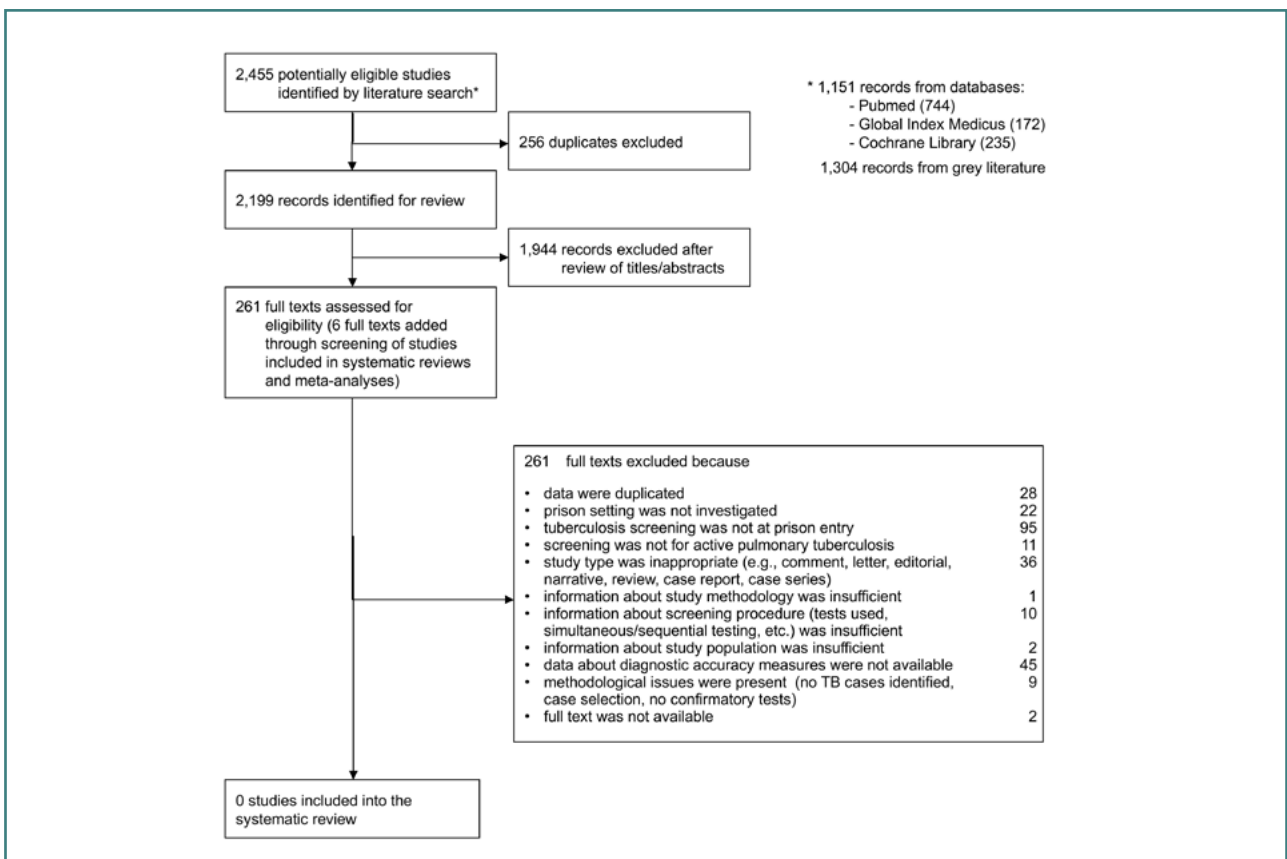 2,455 potentially eligible studies
identified by literature search*
* 1,151 records from databases:
- Pubmed (744)
- Global Index Medicus (172)
- Cochrane Library (235)
1,304 records from grey literature
256 duplicates excluded
2,199 records identified for review
1,944 records excluded after
review of titles/abstracts
261 full texts assessed for
eligibility (6 full texts added
through screening of studies
included in systematic reviews
and meta-analyses)
261 full texts excluded because
• data were duplicated 28
• prison setting was not investigated 22
• tuberculosis screening was not at prison entry 95
• screening was not for active pulmonary tuberculosis 11
• study type was inappropriate (e.g., comment, letter, editorial, 36
narrative, review, case report, case series)
• information about study methodology was insufficient 1
• information about screening procedure (tests used, 10
simultaneous/sequential testing, etc.) was insufficient
• information about study population was insufficient 2
• data about diagnostic accuracy measures were not available 45
• methodological issues were present (no TB cases identified, 9
case selection, no confirmatory tests)
• full text was not available 2
0 studies included into the
systematic review